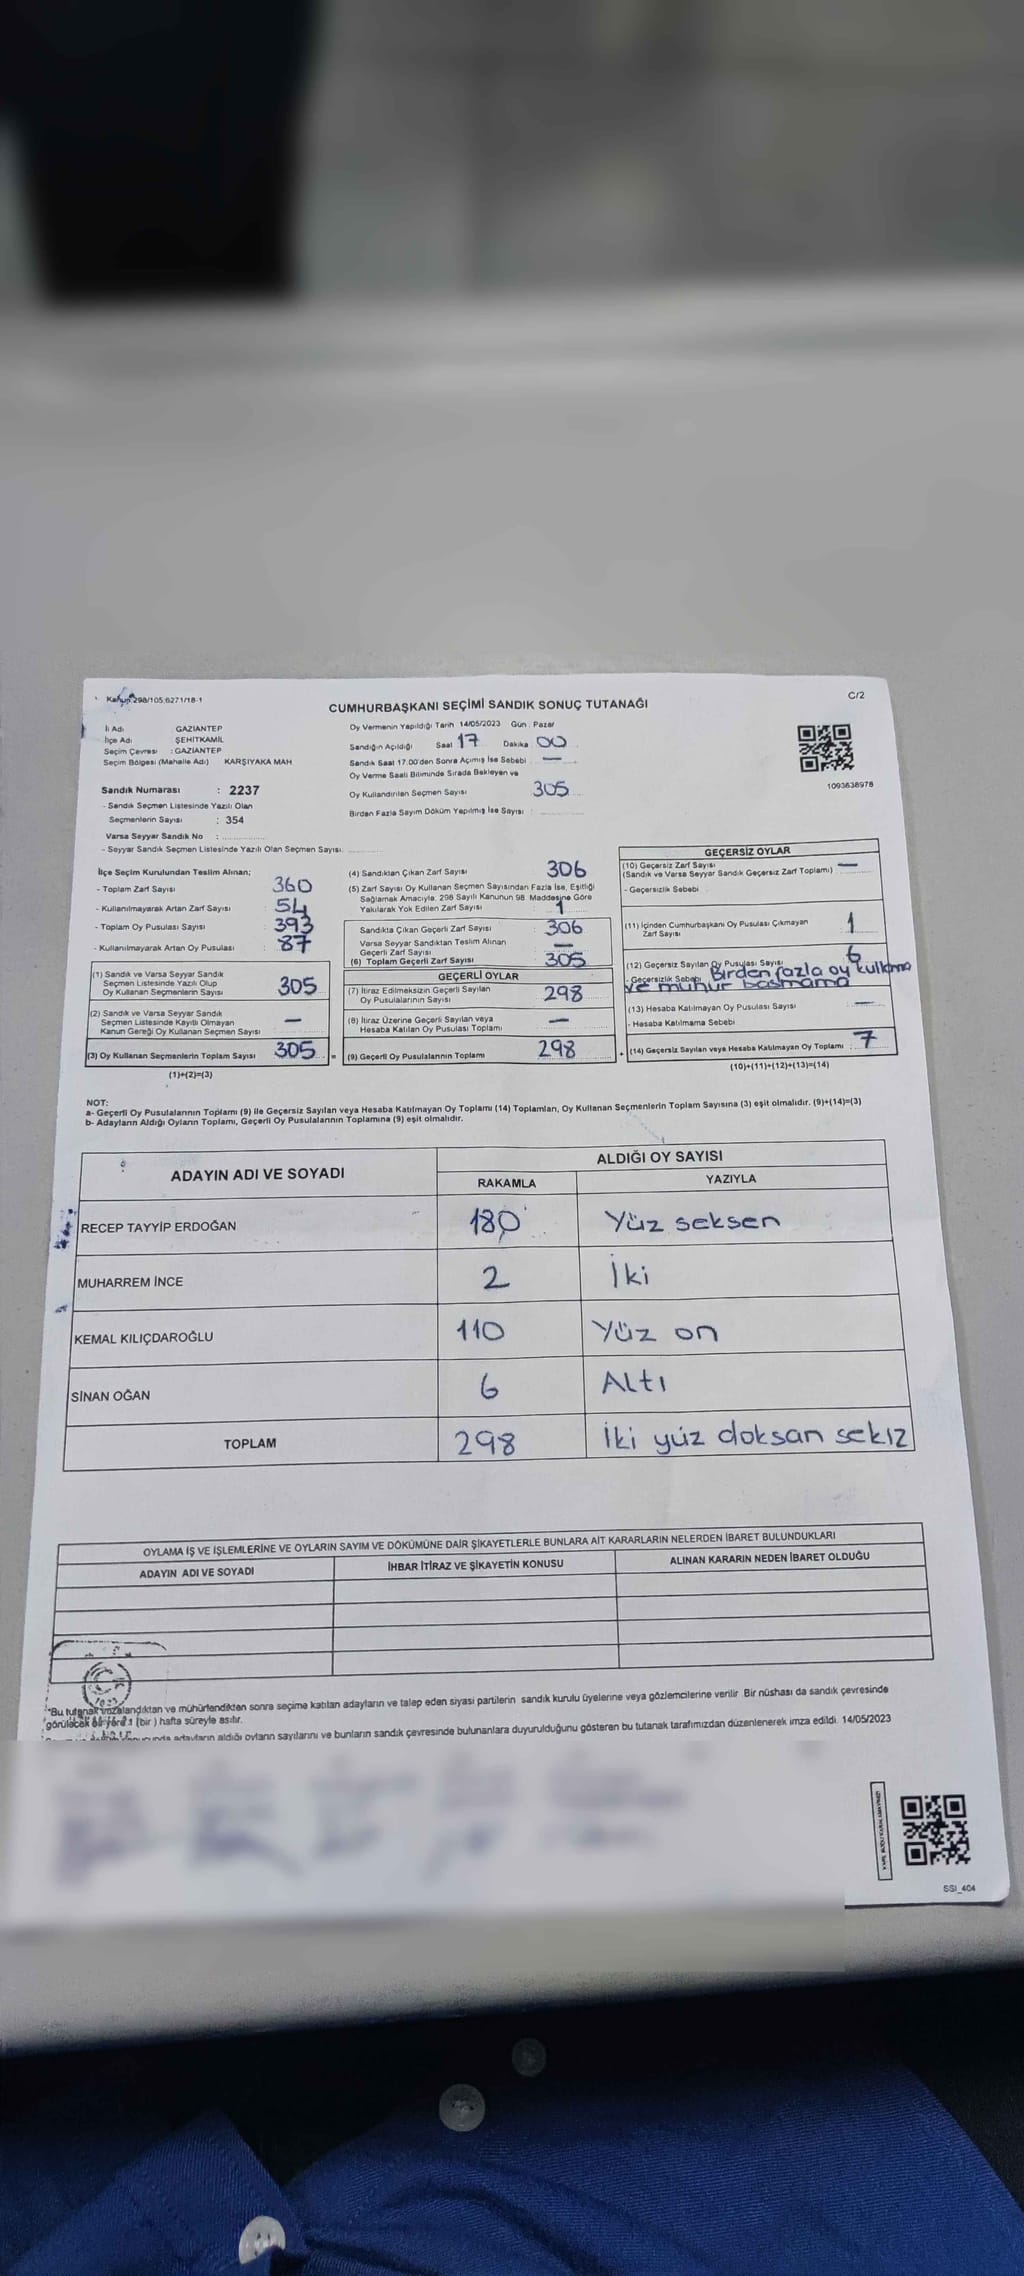 Kanun:298/105;6271/18-1
C/2
CUMHURBAŞKANI SEÇİMİ SANDIK SONUÇ TUTANAĞI
İli Adı : GAZİANTEP
İlçe Adı : ŞEHİTKAMİL
Seçim Çevresi : GAZİANTEP
Seçim Bölgesi (Mahalle Adı) KARŞIYAKA MAH.
Sandık Numarası : 2237
- Sandık Seçmen Listesinde Yazılı Olan
Seçmenlerin Sayısı : 354
Varsa Seyyar Sandık No :
- Seyyar Sandık Seçmen Listesinde Yazılı Olan Seçmen Sayısı:
Oy Vermenin Yapıldığı Tarih 14/05/2023 Gün : Pazar
Sandığın Açıldığı Saat 17 Dakika 00
Sandık Saat 17.00'den Sonra Açmış İse Sebebi : —
Oy Verme Saati Bitiminde Sırada Bekleyen ve
Oy Kullandırılan Seçmen Sayısı : 305
Birden Fazla Sayım Döküm Yapılmış İse Sayısı :
1093638978
İlçe Seçim Kurulundan Teslim Alınan;
- Toplam Zarf Sayısı : 360
- Kullanılmayarak Artan Zarf Sayısı : 54
- Toplam Oy Pusulası Sayısı : 393
- Kullanılmayarak Artan Oy Pusulası : 87
(1) Sandık ve Varsa Seyyar Sandık
Seçmen Listesinde Yazılı Olup
Oy Kullanan Seçmenlerin Sayısı : 305
(2) Sandık ve Varsa Seyyar Sandık
Seçmen Listesinde Kayıtlı Olmayan
Kanun Gereği Oy Kullanan Seçmen Sayısı : —
(3) Oy Kullanan Seçmenlerin Toplam Sayısı : 305 =
(1)+(2)=(3)
(4) Sandıktan Çıkan Zarf Sayısı : 306
(5) Zarf Sayısı Oy Kullanan Seçmen Sayısından Fazla İse, Eşitliği
Sağlamak Amacıyla, 298 Sayılı Kanunun 98. Maddesine Göre
Yakılarak Yok Edilen Zarf Sayısı : 1
Sandıkta Çıkan Geçerli Zarf Sayısı : 306
Varsa Seyyar Sandıktan Teslim Alınan
Geçerli Zarf Sayısı : —
(6) Toplam Geçerli Zarf Sayısı : 305
GEÇERLİ OYLAR
(7) İtiraz Edilmeksizin Geçerli Sayılan
Oy Pusulalarının Sayısı : 298
(8) İtiraz Üzerine Geçerli Sayılan veya
Hesaba Katılan Oy Pusulası Toplamı : —
(9) Geçerli Oy Pusulalarının Toplamı : 298 +
GEÇERSİZ OYLAR
(10) Geçersiz Zarf Sayısı
(Sandık ve Varsa Seyyar Sandık Geçersiz Zarf Toplamı) : —
- Geçersizlik Sebebi
(11) İçinden Cumhurbaşkanı Oy Pusulası Çıkmayan
Zarf Sayısı : 1
(12) Geçersiz Sayılan Oy Pusulası Sayısı : 6
- Geçersizlik Sebebi Birden fazla oy kullanma
ve mühür basmama
(13) Hesaba Katılmayan Oy Pusulası Sayısı : —
- Hesaba Katılmama Sebebi
(14) Geçersiz Sayılan veya Hesaba Katılmayan Oy Toplamı : 7
(10)+(11)+(12)+(13)=(14)
NOT:
a- Geçerli Oy Pusulalarının Toplamı (9) ile Geçersiz Sayılan veya Hesaba Katılmayan Oy Toplamı (14) Toplamları, Oy Kullanan Seçmenlerin Toplam Sayısına (3) eşit olmalıdır. (9)+(14)=(3)
b- Adayların Aldığı Oyların Toplamı, Geçerli Oy Pusulalarının Toplamına (9) eşit olmalıdır.
ADAYIN ADI VE SOYADI ALDIĞI OY SAYISI
RAKAMLA YAZIYLA
RECEP TAYYİP ERDOĞAN 180 Yüz seksen
MUHARREM İNCE 2 İki
KEMAL KILIÇDAROĞLU 110 Yüz on
SİNAN OĞAN 6 Altı
TOPLAM 298 İki yüz doksan sekiz
OYLAMA İŞ VE İŞLEMLERİNE VE OYLARIN SAYIM VE DÖKÜMÜNE DAİR ŞİKAYETLERLE BUNLARA AİT KARARLARIN NELERDEN İBARET BULUNDUKLARI
ADAYIN ADI VE SOYADI İHBAR İTİRAZ VE ŞİKAYETİN KONUSU ALINAN KARARIN NEDEN İBARET OLDUĞU
*Bu tutanak imzalandıktan ve mühürlendikten sonra seçime katılan adayların ve talep eden siyasi partilerin sandık kurulu üyelerine veya gözlemcilerine verilir. Bir nüshası da sandık çevresinde
görülecek bir yere 1 (bir) hafta süreyle asılır.
adayların aldığı oyların sayılarını ve bunların sandık çevresinde bulunanlara duyurulduğunu gösteren bu tutanak tarafımızdan düzenlenerek imza edildi. 14/05/2023
SSI_404